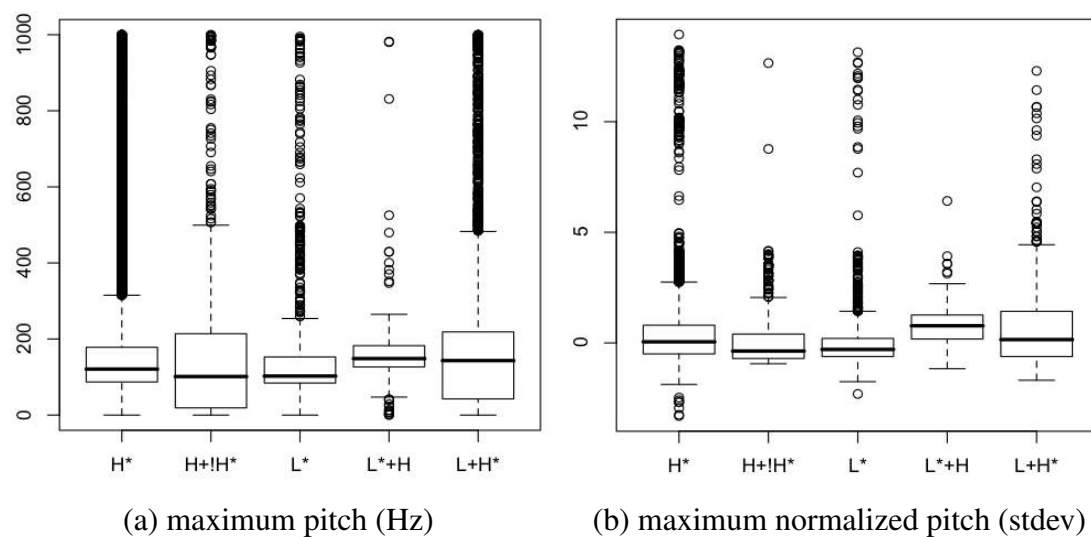 1000
800
600
400
200
0
H* H+!H* L* L*+H L+H*
(a) maximum pitch (Hz)
10
5
0
H* H+!H* L* L*+H L+H*
(b) maximum normalized pitch (stdev)